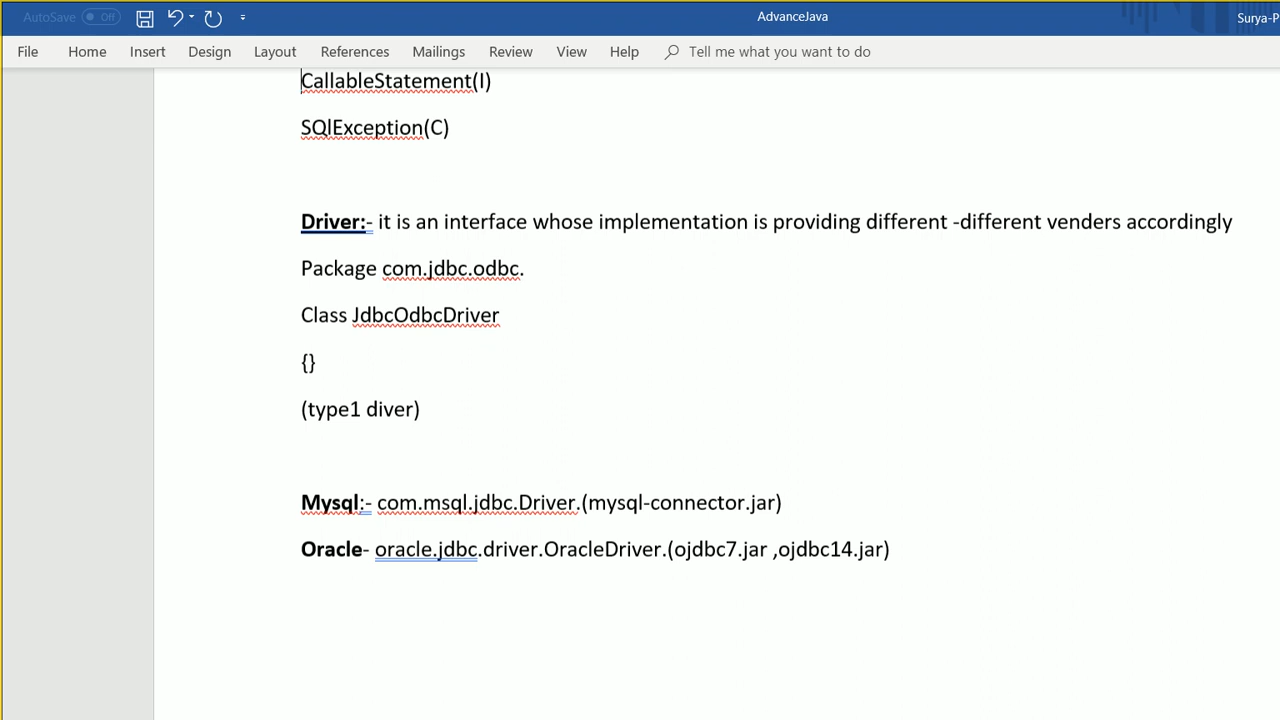 AutoSave Off AdvanceJava Surya-P
File Home Insert Design Layout References Mailings Review View Help Tell me what you want to do
CallableStatement(I)
SQlException(C)
Driver:- it is an interface whose implementation is providing different -different venders accordingly
Package com.jdbc.odbc.
Class JdbcOdbcDriver
{}
(type1 diver)
Mysql:- com.msql.jdbc.Driver.(mysql-connector.jar)
Oracle- oracle.jdbc.driver.OracleDriver.(ojdbc7.jar ,ojdbc14.jar)